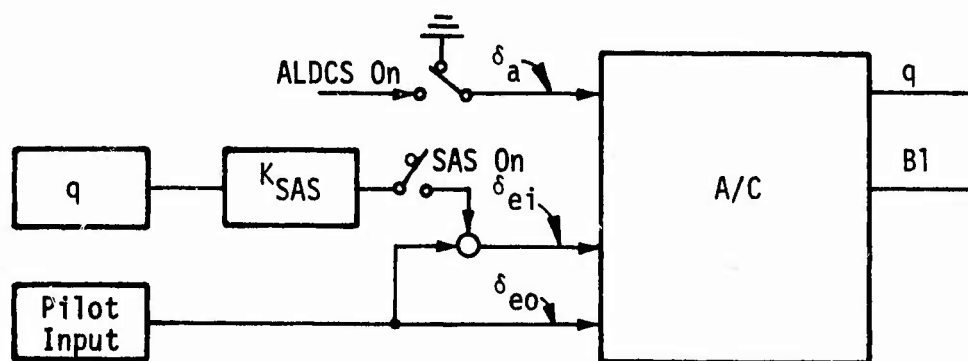 ALDCS On
δa
q
SAS On
q
KSAS
δei
A/C
B1
Pilot
Input
δeo